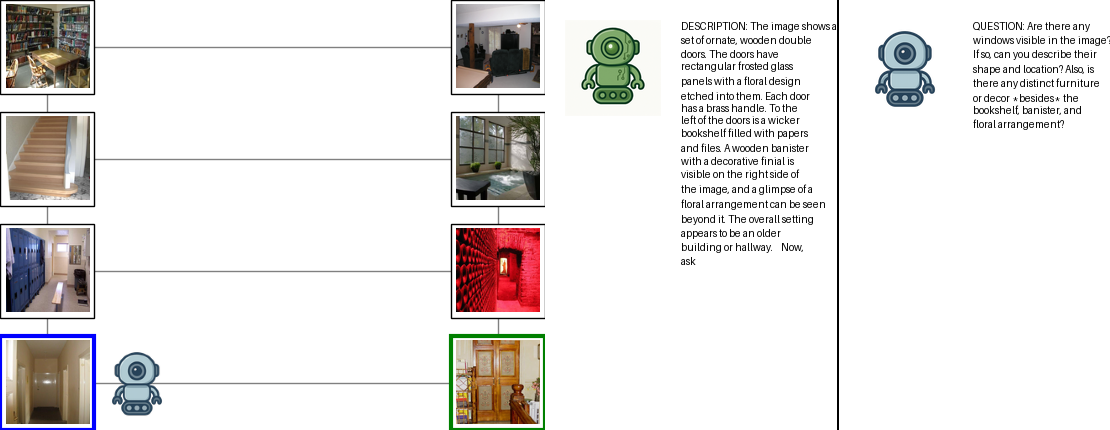 DESCRIPTION: The image shows a
set of ornate, wooden double
doors. The doors have
rectangular frosted glass
panels with a floral design
etched into them. Each door
has a brass handle. To the
left of the doors is a wicker
bookshelf filled with papers
and files. A wooden banister
with a decorative finial is
visible on the right side of
the image, and a glimpse of a
floral arrangement can be seen
beyond it. The overall setting
appears to be an older
building or hallway. Now,
ask
QUESTION: Are there any
windows visible in the image?
If so, can you describe their
shape and location? Also, is
there any distinct furniture
or decor *besides* the
bookshelf, banister, and
floral arrangement?